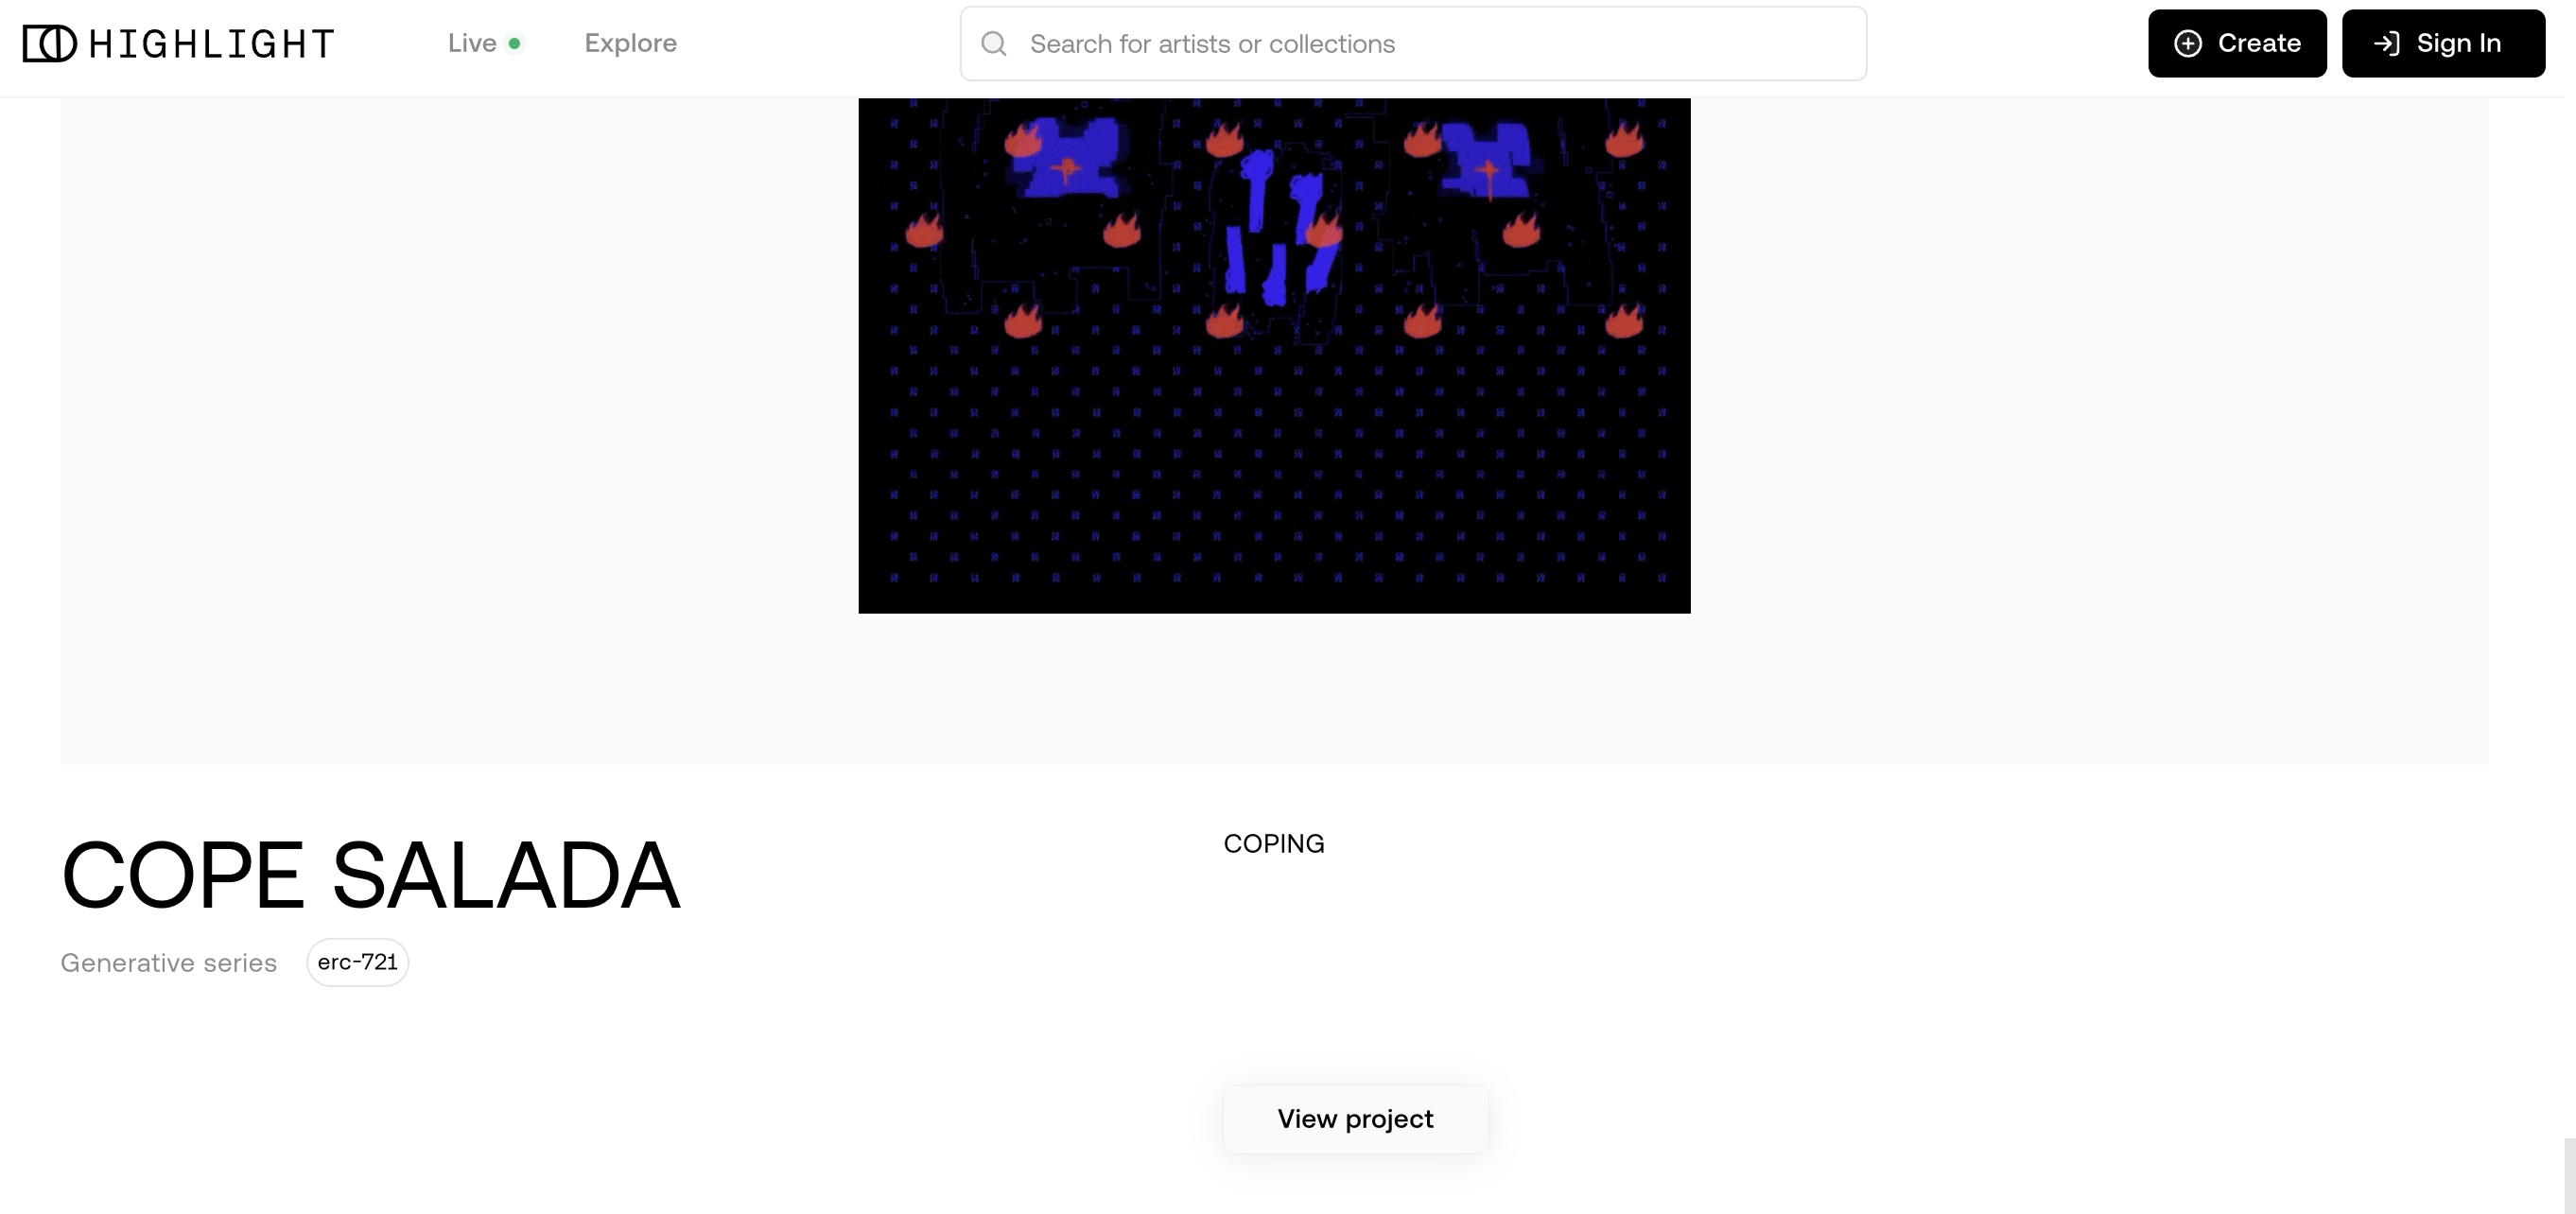 HIGHLIGHT
Live
Explore
Search for artists or collections
Create
Sign In
COPE SALADA
COPING
Generative series
erc-721
View project